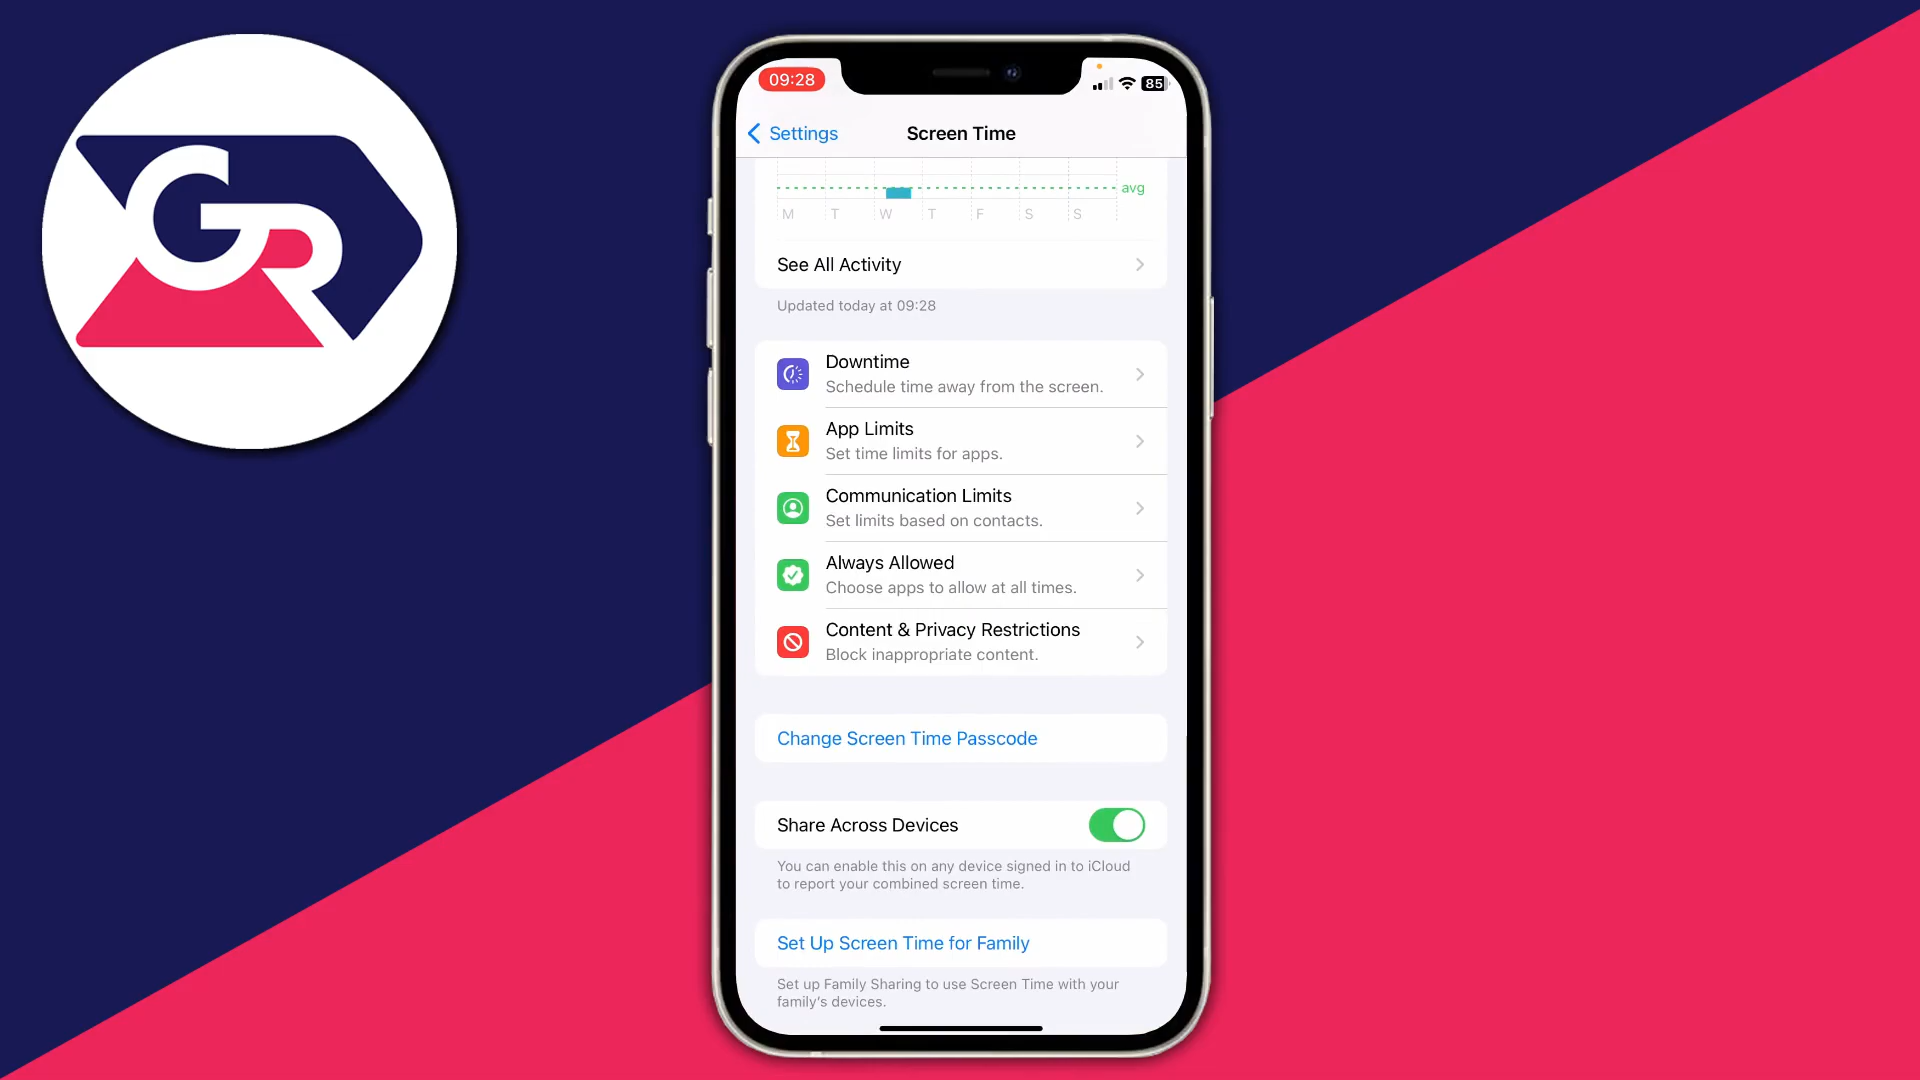 GR
09:28
85
Settings
Screen Time
avg
M T W T F S S
See All Activity
Updated today at 09:28
Downtime
Schedule time away from the screen.
App Limits
Set time limits for apps.
Communication Limits
Set limits based on contacts.
Always Allowed
Choose apps to allow at all times.
Content & Privacy Restrictions
Block inappropriate content.
Change Screen Time Passcode
Share Across Devices
You can enable this on any device signed in to iCloud
to report your combined screen time.
Set Up Screen Time for Family
Set up Family Sharing to use Screen Time with your
family’s devices.